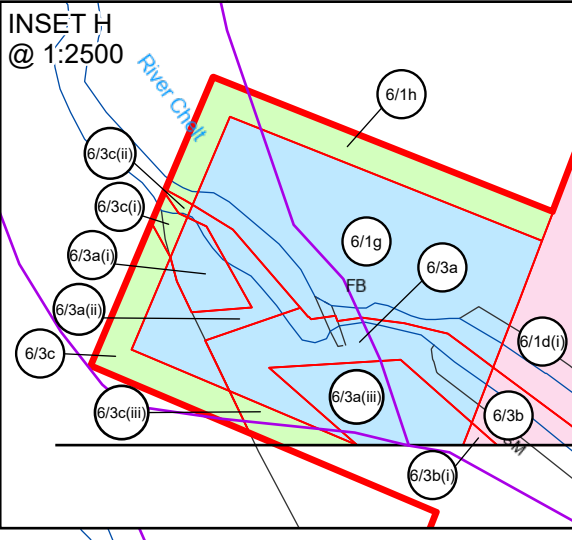 INSET H
@ 1:2500
River Chelt
6/1h
6/3c(ii)
6/3c(i)
6/1g
6/3a(i)
6/3a
FB
6/3a(ii)
6/1d(i)
6/3c
6/3a(iii)
6/3c(iii)
6/3b
6/3b(i)